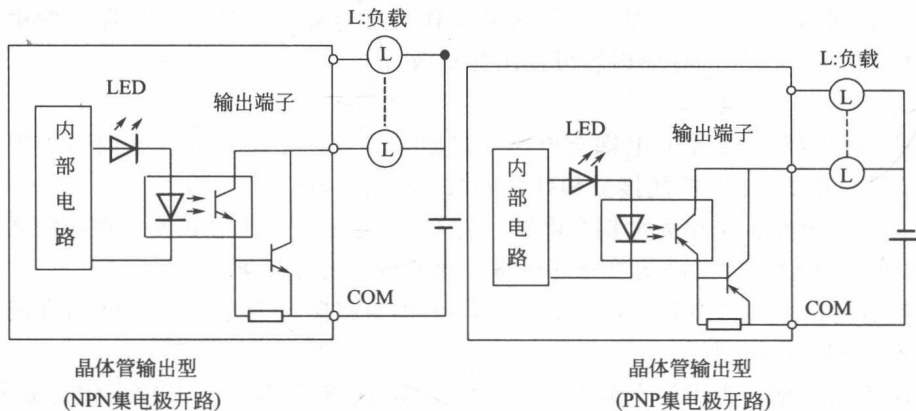 L:负载
L
LED
输出端子
内部电路
L
COM
晶体管输出型
(NPN集电极开路)
L:负载
L
LED
输出端子
内部电路
L
COM
晶体管输出型
(PNP集电极开路)